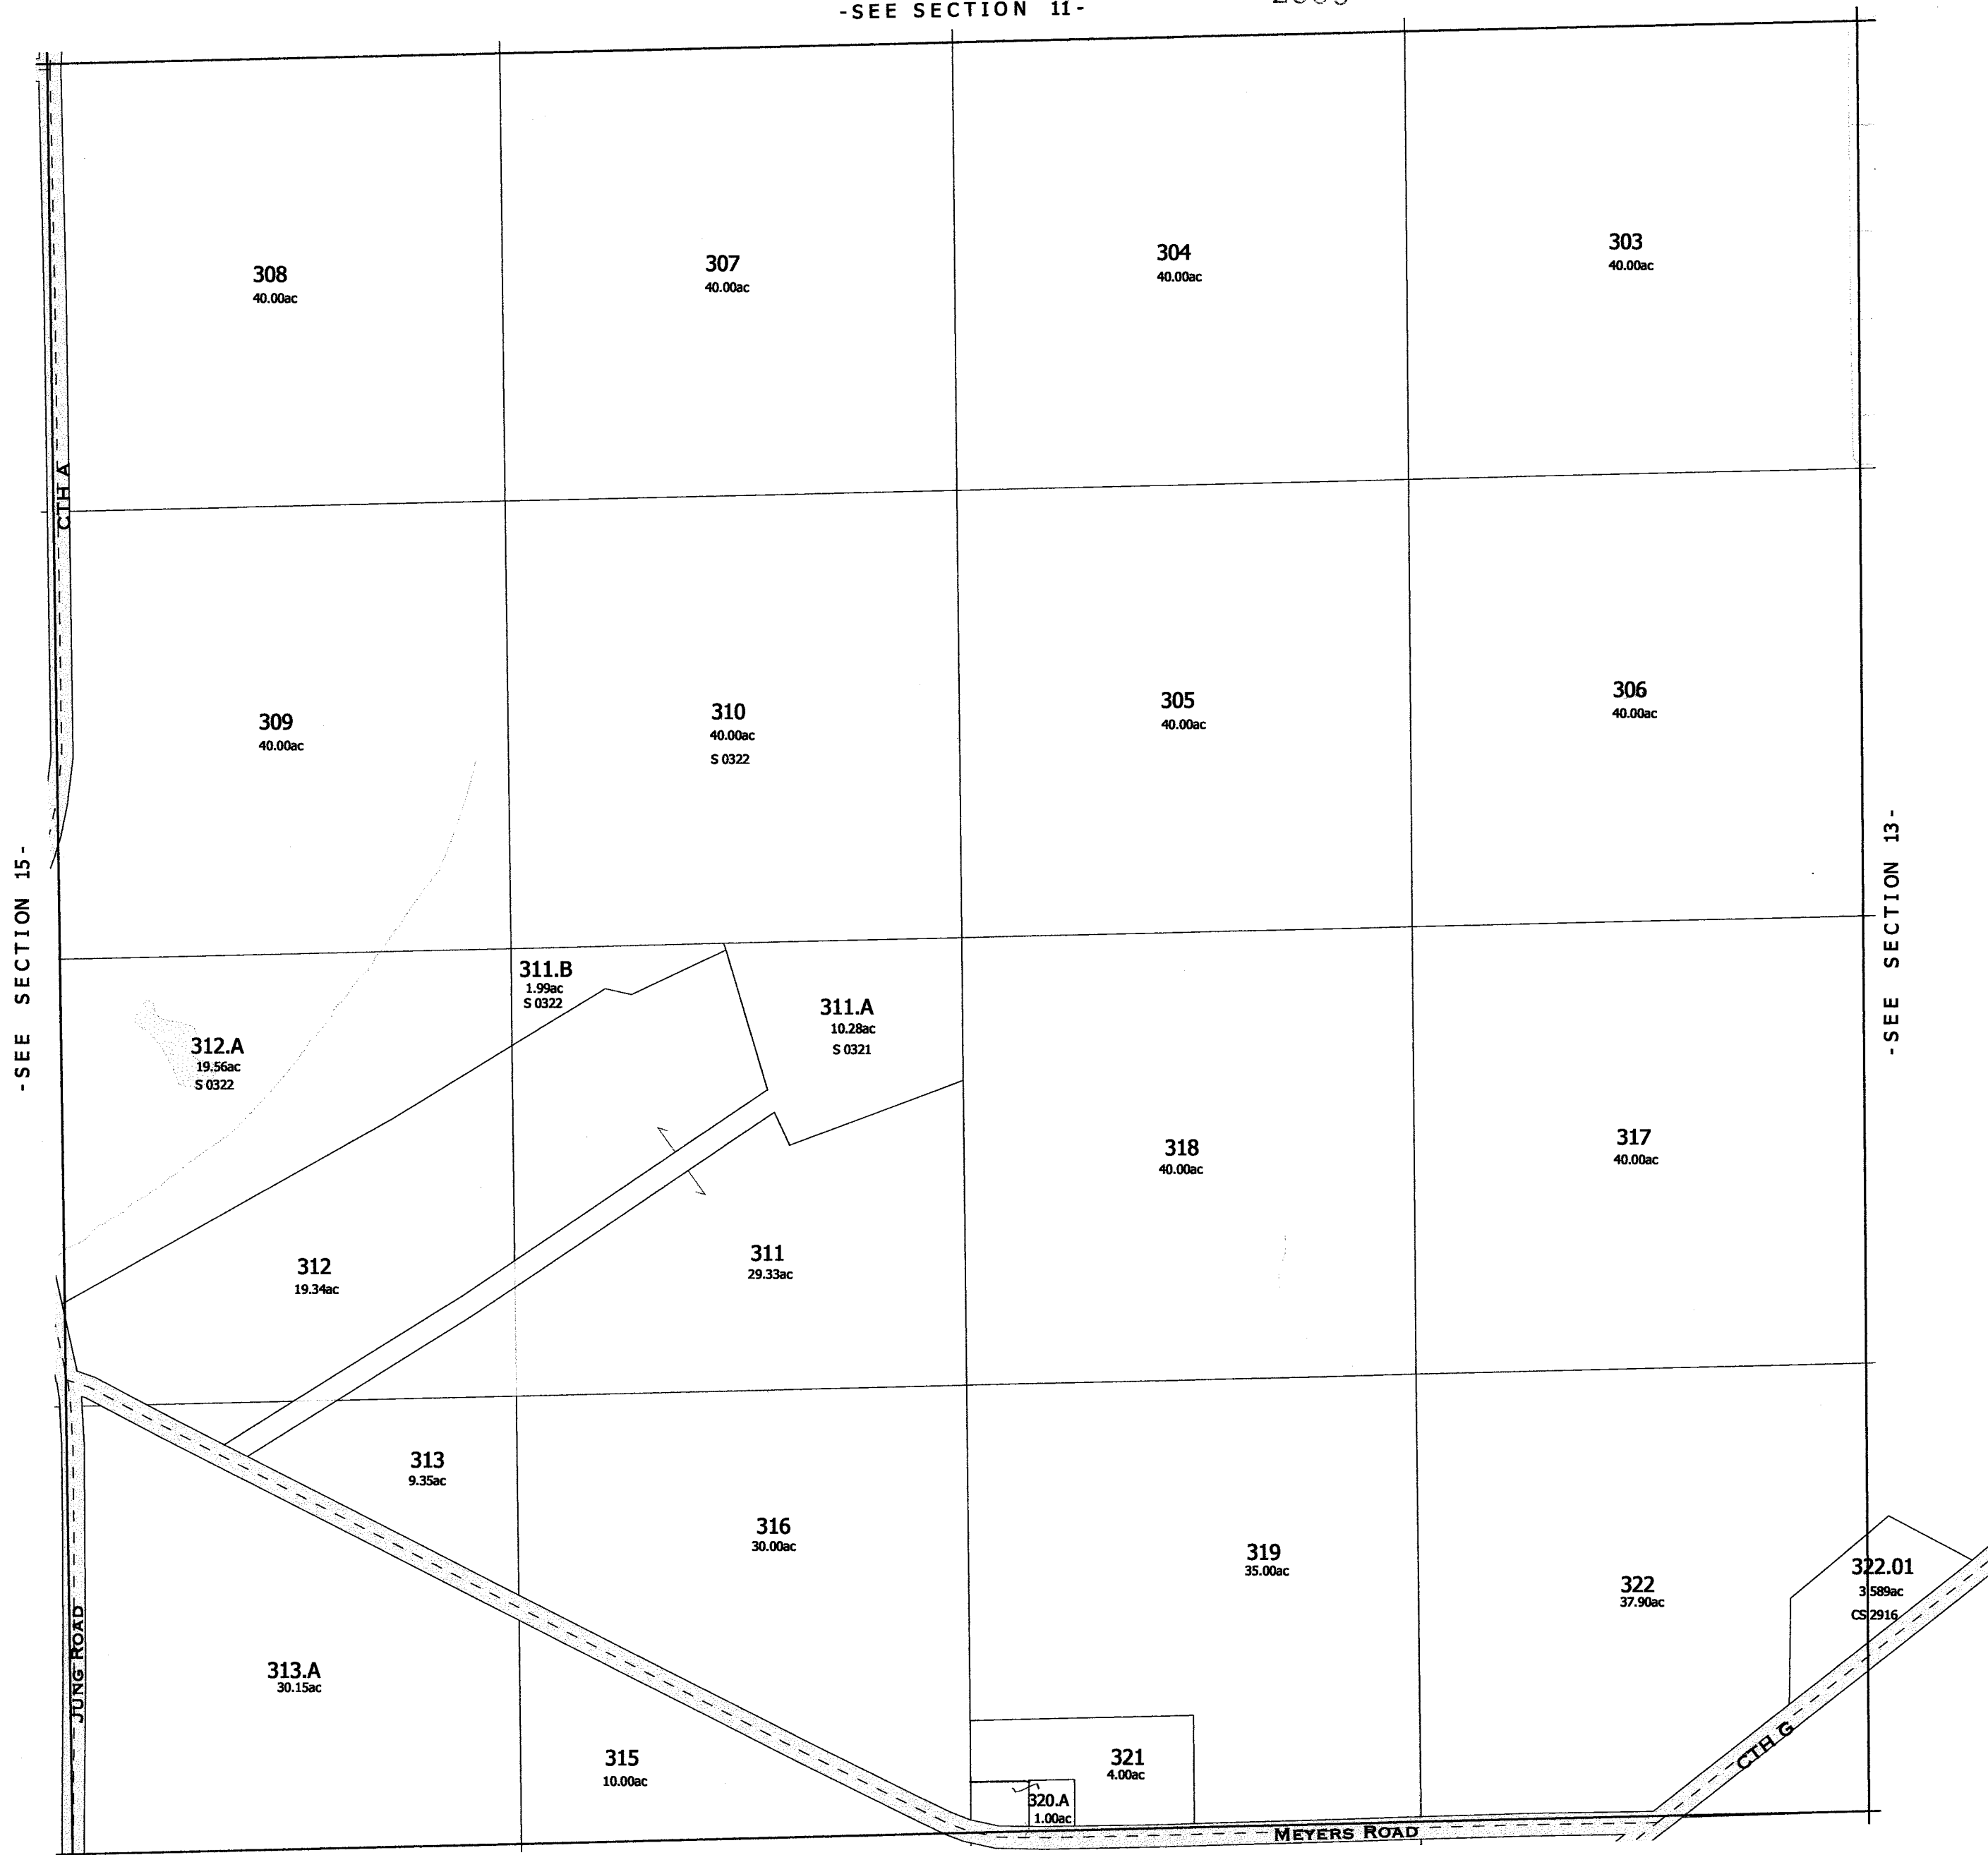 -SEE SECTION 11-
308
40.00ac
307
40.00ac
304
40.00ac
303
40.00ac
CTH A
309
40.00ac
310
40.00ac
S 0322
305
40.00ac
306
40.00ac
-SEE SECTION 15-
-SEE SECTION 13-
312.A
19.56ac
S 0322
311.B
1.99ac
S 0322
311.A
10.28ac
S 0321
318
40.00ac
317
40.00ac
312
19.34ac
311
29.33ac
313
9.35ac
316
30.00ac
319
35.00ac
322
37.90ac
322.01
3.589ac
CS 2916
JUNG ROAD
313.A
30.15ac
315
10.00ac
321
4.00ac
320.A
1.00ac
CTH G
MEYERS ROAD